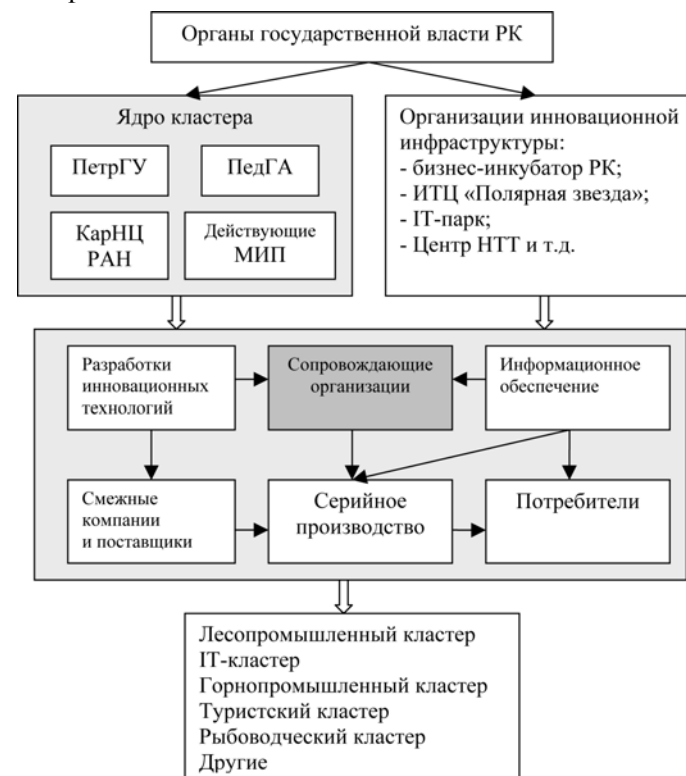 Органы государственной власти РК
Ядро кластера
ПетрГУ
ПедГА
КарНЦ
РАН
Действующие
МИП
Организации инновационной
инфраструктуры:
- бизнес-инкубатор РК;
- ИТЦ «Полярная звезда»;
- IT-парк;
- Центр НТТ и т.д.
Разработки
инновационных
технологий
Сопровождающие
организации
Информационное
обеспечение
Смежные
компании
и поставщики
Серийное
производство
Потребители
Лесопромышленный кластер
IT-кластер
Горнопромышленный кластер
Туристский кластер
Рыбоводческий кластер
Другие